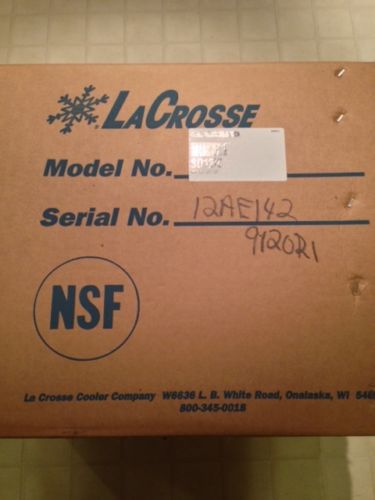 LACROSSE
Model No.
Serial No. 12AE142
9120R1
NSF
La Crosse Cooler Company W6636 L. B. White Road, Onalaska, WI
800-345-0018